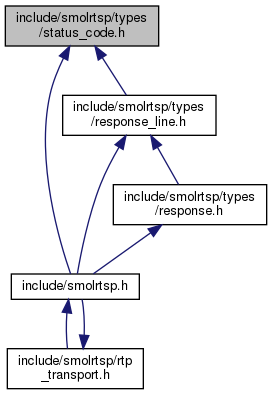 include/smolrtsp/types
/status_code.h
include/smolrtsp/types
/response_line.h
include/smolrtsp/types
/response.h
include/smolrtsp.h
include/smolrtsp/rtp
_transport.h